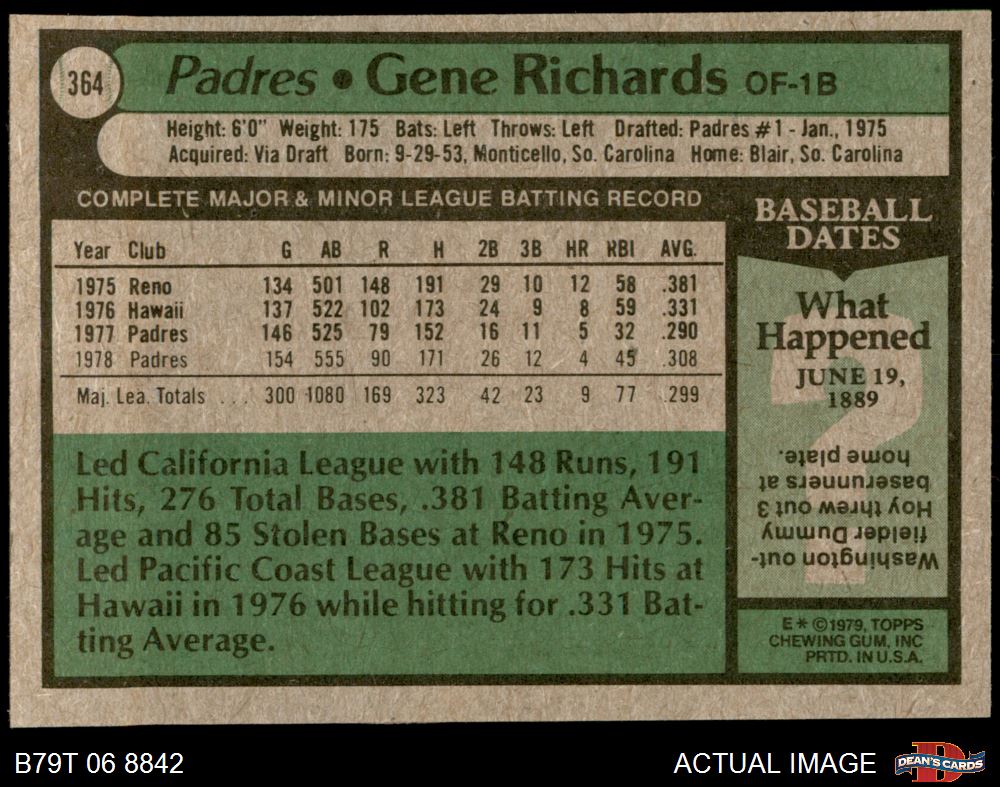 364
Padres • Gene Richards OF-1B
Height: 6'0" Weight: 175 Bats: Left Throws: Left Drafted: Padres #1 - Jan., 1975
Acquired: Via Draft Born: 9-29-53, Monticello, So. Carolina Home: Blair, So. Carolina
COMPLETE MAJOR & MINOR LEAGUE BATTING RECORD
Year Club G AB R H 2B 3B HR RBI AVG.
1975 Reno 134 501 148 191 29 10 12 58 .381
1976 Hawaii 137 522 102 173 24 9 8 59 .331
1977 Padres 146 525 79 152 16 11 5 32 .290
1978 Padres 154 555 90 171 26 12 4 45 .308
Maj. Lea. Totals ... 300 1080 169 323 42 23 9 77 .299
Led California League with 148 Runs, 191
Hits, 276 Total Bases, .381 Batting Aver-
age and 85 Stolen Bases at Reno in 1975.
Led Pacific Coast League with 173 Hits at
Hawaii in 1976 while hitting for .331 Bat-
ting Average.
BASEBALL
DATES
What
Happened
JUNE 19,
1889
?
Washington out-
fielder Dummy
Hoy threw out 3
baserunners at
home plate.
E* ©1979, TOPPS
CHEWING GUM, INC
PRTD. IN U.S.A.
B79T 06 8842
ACTUAL IMAGE
D
DEAN'S CARDS